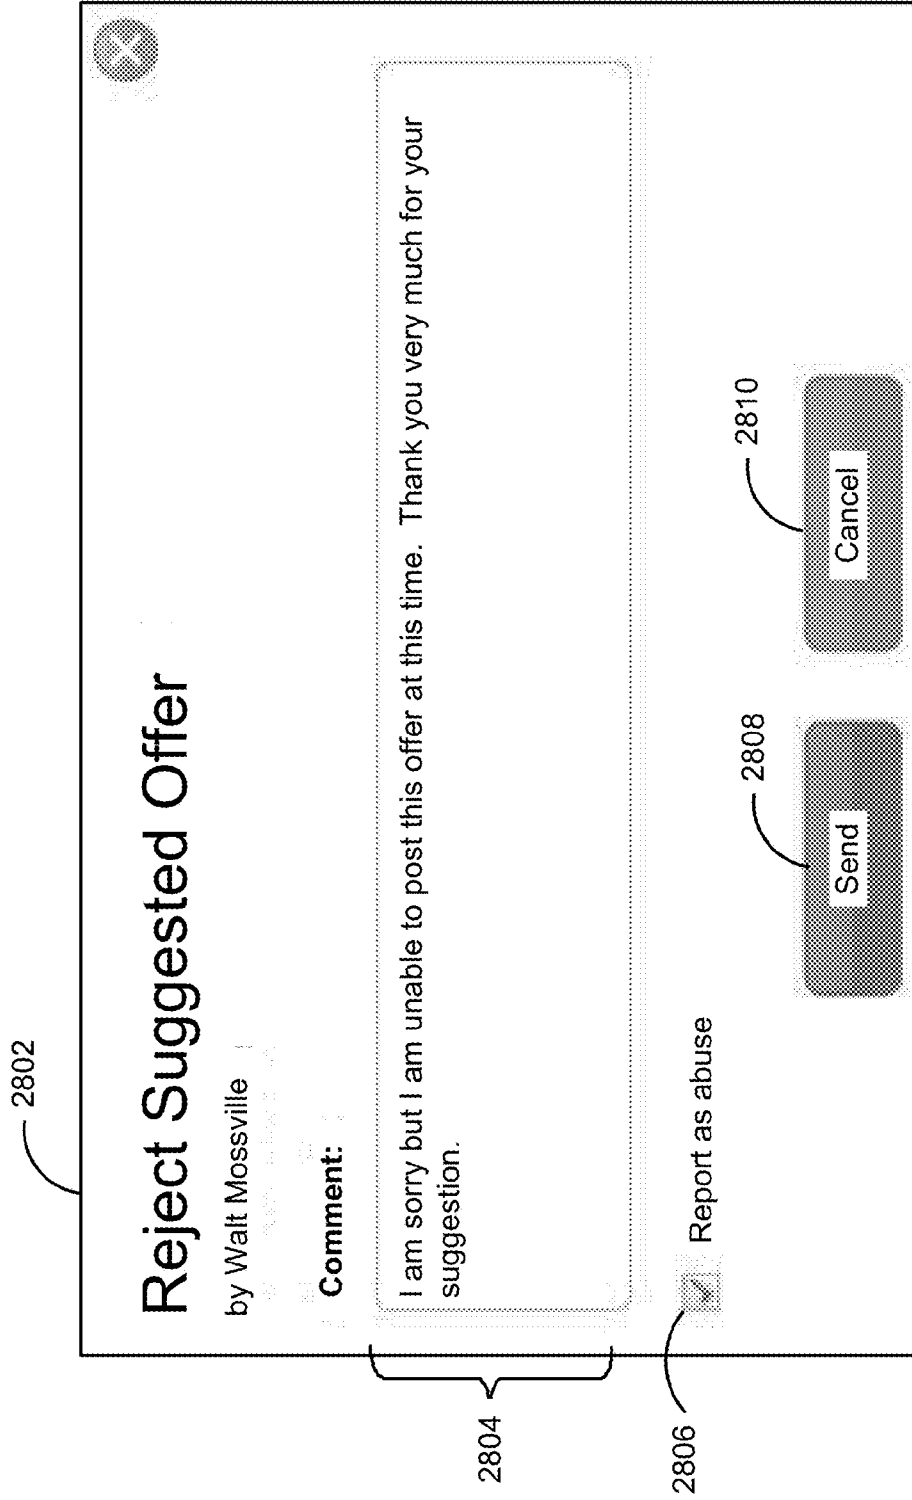 2802
Reject Suggested Offer
by Walt Mossville
Comment:
2804
I am sorry but I am unable to post this offer at this time.  Thank you very much for your
suggestion.
2806
Report as abuse
2808
2810
Send
Cancel